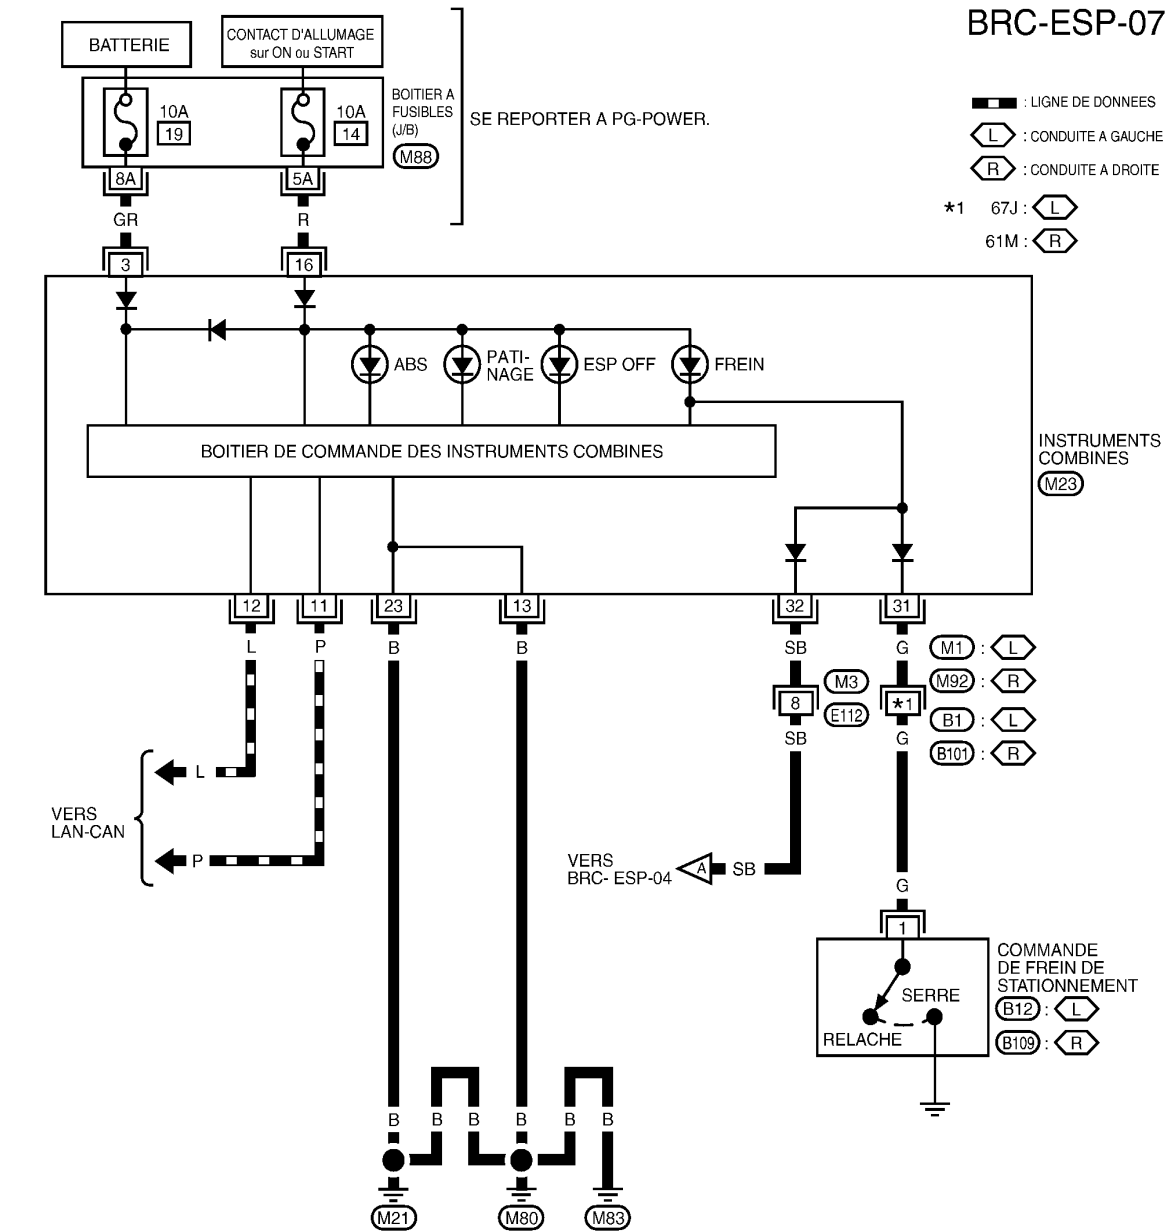 BRC-ESP-07
BATTERIE
CONTACT D'ALLUMAGE
sur ON ou START
10A
19
10A
14
BOITIER A
FUSIBLES
(J/B)
M88
SE REPORTER A PG-POWER.
: LIGNE DE DONNEES
L : CONDUITE A GAUCHE
R : CONDUITE A DROITE
*1 67J : L
61M : R
8A
5A
GR
R
3
16
ABS
PATI-
NAGE
ESP OFF
FREIN
BOITIER DE COMMANDE DES INSTRUMENTS COMBINES
INSTRUMENTS
COMBINES
M23
12
11
23
13
32
31
L
P
B
B
SB
G
M1 : L
M92 : R
B1 : L
B101 : R
M3
E112
8
*1
SB
G
L
P
VERS
LAN-CAN
VERS
BRC- ESP-04
A
SB
G
1
COMMANDE
DE FREIN DE
STATIONNEMENT
B12 : L
B109 : R
SERRE
RELACHE
B
B
B
B
B
B
M21
M80
M83